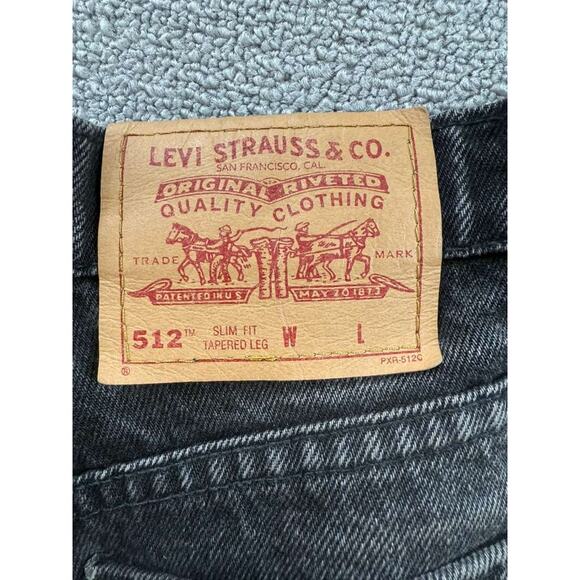 LEVI STRAUSS & CO.
SAN FRANCISCO, CAL.
ORIGINAL RIVETED
QUALITY CLOTHING
TRADE MARK
PATENTED IN U S MAY 20 1873
512™ SLIM FIT TAPERED LEG W L
® PXR-512C